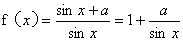 f (x) = (sin x + a)/(sin x) = 1 + a/(sin x)